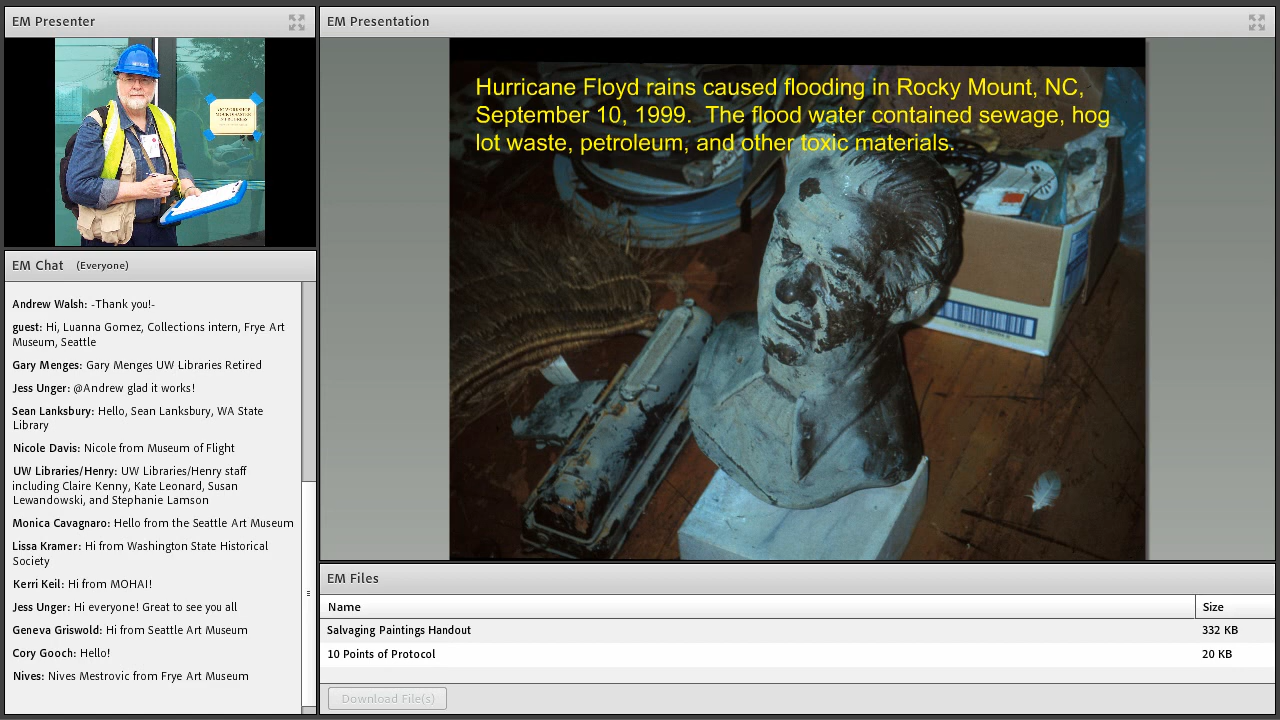 EM Presenter
EM Chat (Everyone)
Andrew Walsh: -Thank you!-
guest: Hi, Luanna Gomez, Collections intern, Frye Art
Museum, Seattle
Gary Menges: Gary Menges UW Libraries Retired
Jess Unger: @Andrew glad it works!
Sean Lanksbury: Hello, Sean Lanksbury, WA State
Library
Nicole Davis: Nicole from Museum of Flight
UW Libraries/Henry: UW Libraries/Henry staff
including Claire Kenny, Kate Leonard, Susan
Lewandowski, and Stephanie Lamson
Monica Cavagnaro: Hello from the Seattle Art Museum
Lissa Kramer: Hi from Washington State Historical
Society
Kerri Keil: Hi from MOHAI!
Jess Unger: Hi everyone! Great to see you all
Geneva Griswold: Hi from Seattle Art Museum
Cory Gooch: Hello!
Nives: Nives Mestrovic from Frye Art Museum
EM Presentation
Hurricane Floyd rains caused flooding in Rocky Mount, NC,
September 10, 1999. The flood water contained sewage, hog
lot waste, petroleum, and other toxic materials.
EM Files
Name Size
Salvaging Paintings Handout 332 KB
10 Points of Protocol 20 KB
Download File(s)